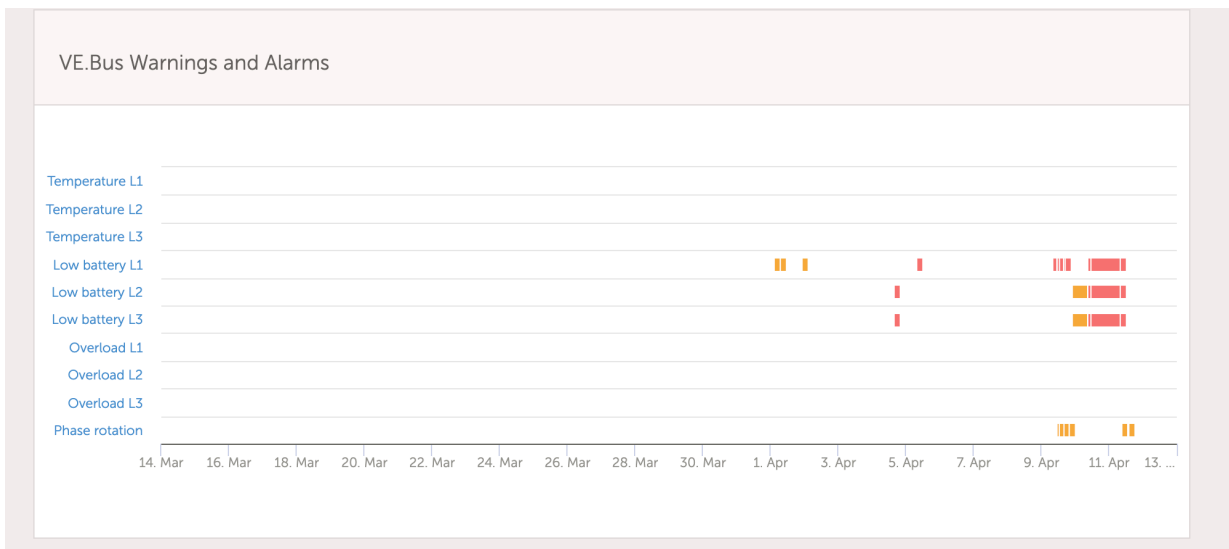 VE.Bus Warnings and Alarms
Temperature L1
Temperature L2
Temperature L3
Low battery L1
Low battery L2
Low battery L3
Overload L1
Overload L2
Overload L3
Phase rotation
14. Mar 16. Mar 18. Mar 20. Mar 22. Mar 24. Mar 26. Mar 28. Mar 30. Mar 1. Apr 3. Apr 5. Apr 7. Apr 9. Apr 11. Apr 13. ...